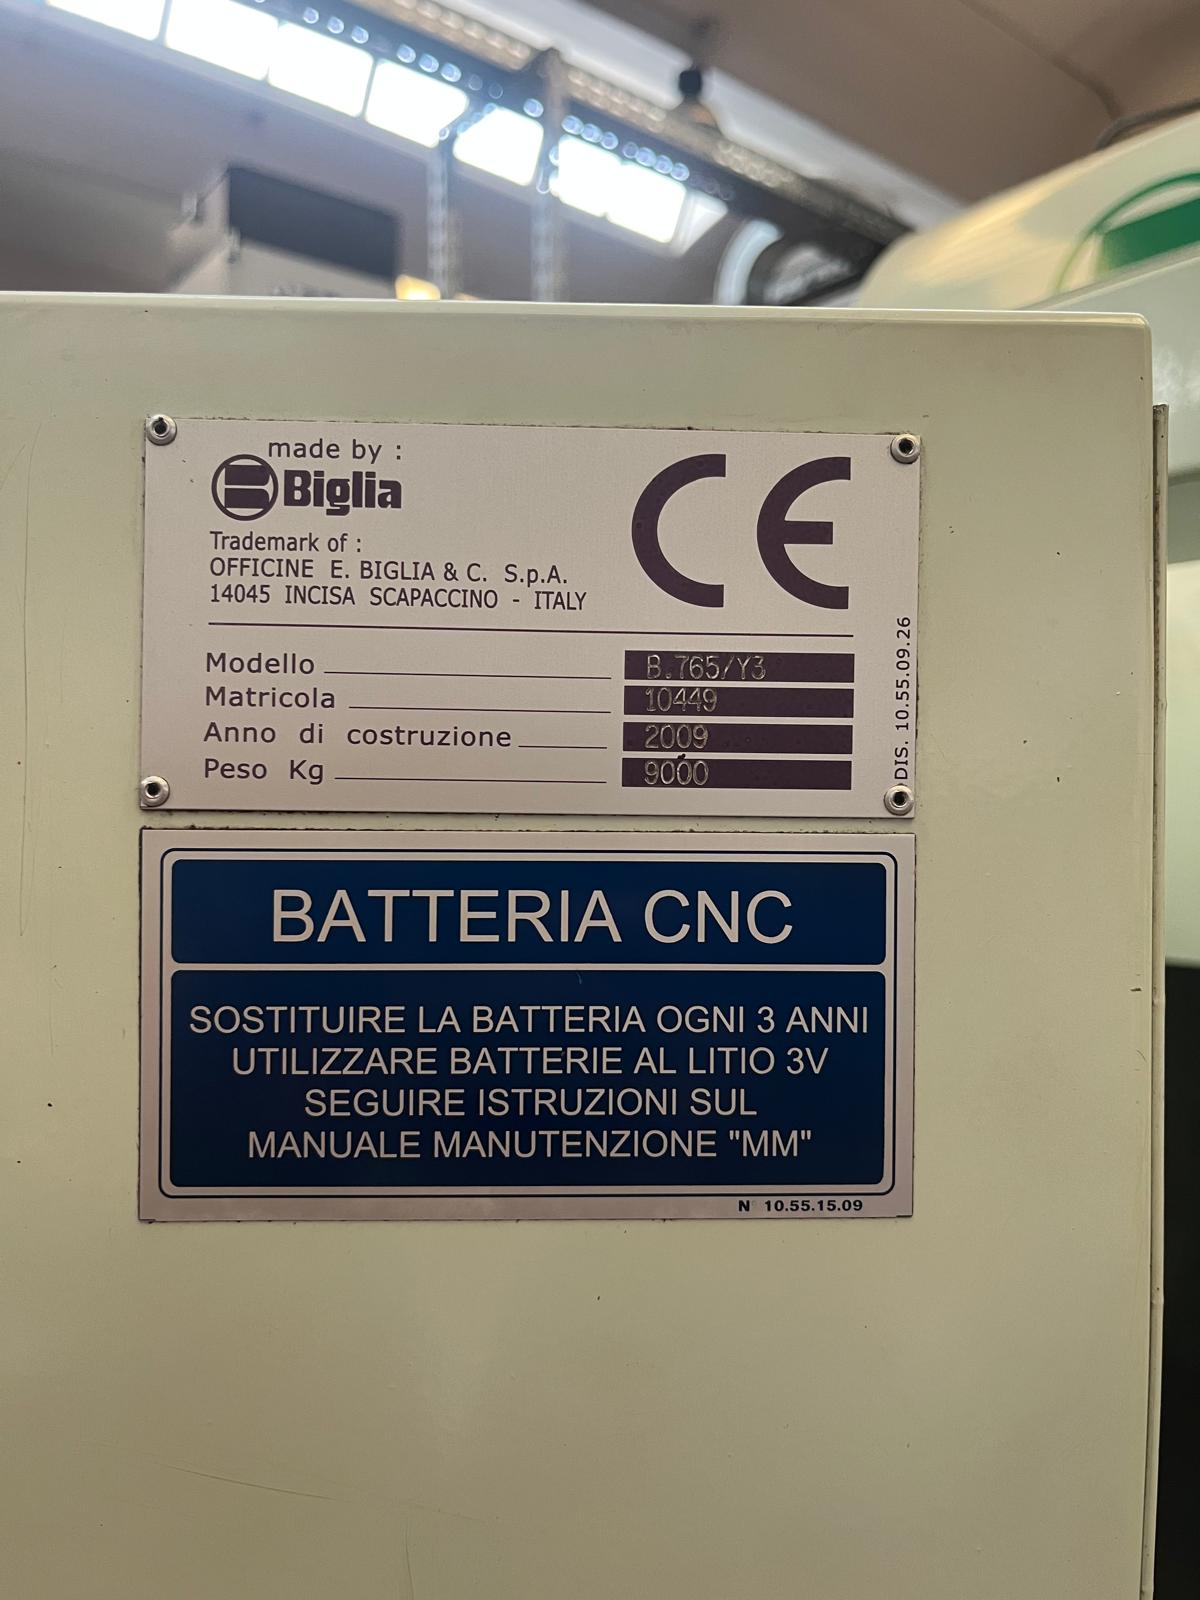 made by :
Biglia
Trademark of :
OFFICINE E. BIGLIA & C. S.p.A.
14045 INCISA SCAPACCINO - ITALY
CE
Modello B.765/Y3
Matricola 10449
Anno di costruzione 2009
Peso Kg 9000
DIS. 10.55.09.26
BATTERIA CNC
SOSTITUIRE LA BATTERIA OGNI 3 ANNI
UTILIZZARE BATTERIE AL LITIO 3V
SEGUIRE ISTRUZIONI SUL
MANUALE MANUTENZIONE "MM"
N° 10.55.15.09